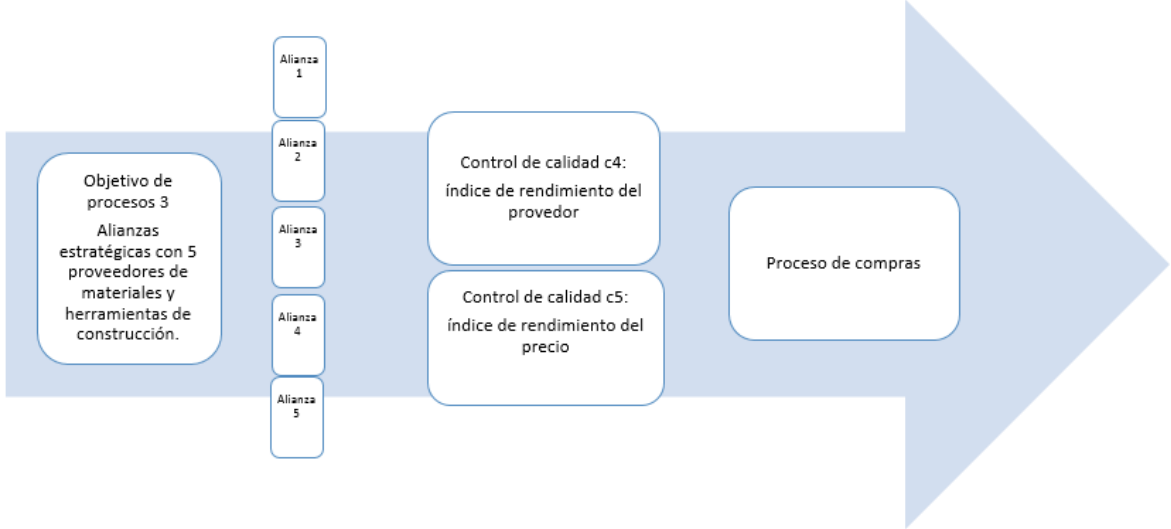 Objetivo de
procesos 3
Alianzas
estratégicas con 5
proveedores de
materiales y
herramientas de
construcción.
Alianza
1
Alianza
2
Alianza
3
Alianza
4
Alianza
5
Control de calidad c4:
índice de rendimiento del
provedor
Control de calidad c5:
índice de rendimiento del
precio
Proceso de compras